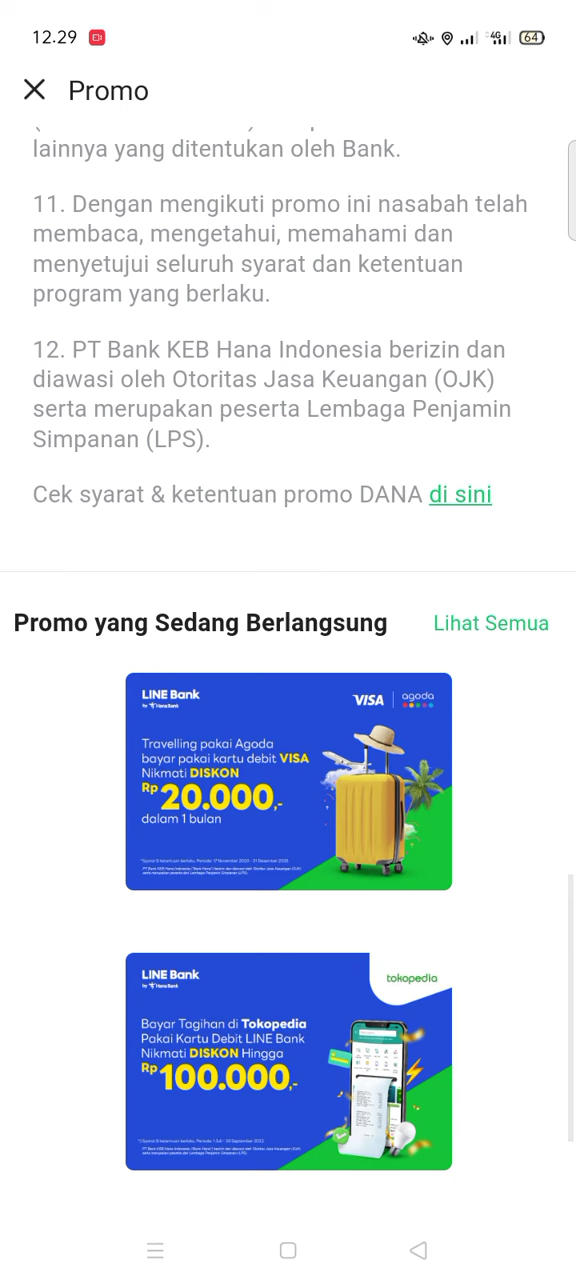 12.29
4G
64
Promo
lainnya yang ditentukan oleh Bank.
11. Dengan mengikuti promo ini nasabah telah
membaca, mengetahui, memahami dan
menyetujui seluruh syarat dan ketentuan
program yang berlaku.
12. PT Bank KEB Hana Indonesia berizin dan
diawasi oleh Otoritas Jasa Keuangan (OJK)
serta merupakan peserta Lembaga Penjamin
Simpanan (LPS).
Cek syarat & ketentuan promo DANA di sini
Promo yang Sedang Berlangsung
Lihat Semua
LINE Bank
by Hana Bank
VISA
agoda
Travelling pakai Agoda
bayar pakai kartu debit VISA
Nikmati DISKON
Rp 20.000,-
dalam 1 bulan
LINE Bank
by Hana Bank
tokopedia
Bayar Tagihan di Tokopedia
Pakai Kartu Debit LINE Bank
Nikmati DISKON Hingga
Rp 100.000,-